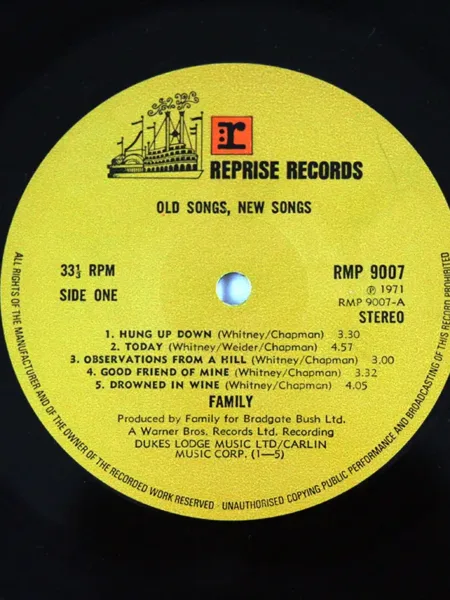 r
REPRISE RECORDS
OLD SONGS, NEW SONGS
33⅓ RPM
SIDE ONE
RMP 9007
℗ 1971
RMP 9007-A
STEREO
1. HUNG UP DOWN (Whitney/Chapman) 3.30
2. TODAY (Whitney/Weider/Chapman) 4.57
3. OBSERVATIONS FROM A HILL (Whitney/Chapman) 3.00
4. GOOD FRIEND OF MINE (Whitney/Chapman) 3.32
5. DROWNED IN WINE (Whitney/Chapman) 4.05
FAMILY
Produced by Family for Bradgate Bush Ltd.
A Warner Bros. Records Ltd. Recording
DUKES LODGE MUSIC LTD/CARLIN
MUSIC CORP. (1—5)
ALL RIGHTS OF THE MANUFACTURER AND OF THE OWNER OF THE RECORDED WORK RESERVED · UNAUTHORISED COPYING PUBLIC PERFORMANCE AND BROADCASTING OF THIS RECORD PROHIBITED